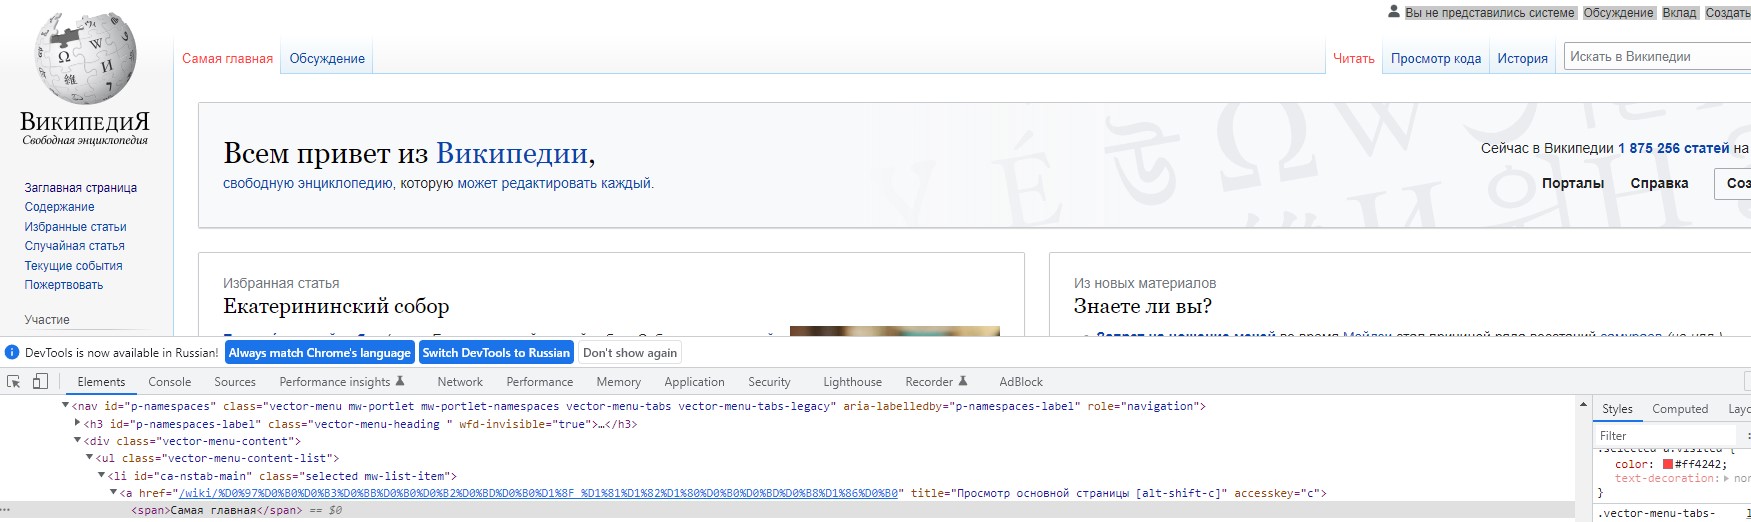 Вы не представились системе Обсуждение Вклад Создать
Самая главная Обсуждение Читать Просмотр кода История Искать в Википедии
ВикипедиЯ
Свободная энциклопедия
Всем привет из Википедии,
свободную энциклопедию, которую может редактировать каждый.
Сейчас в Википедии 1 875 256 статей на
Порталы Справка Соз
Заглавная страница
Содержание
Избранные статьи
Случайная статья
Текущие события
Пожертвовать
Участие
Избранная статья
Екатерининский собор
Из новых материалов
Знаете ли вы?
DevTools is now available in Russian! Always match Chrome's language Switch DevTools to Russian Don't show again
Elements Console Sources Performance insights Network Performance Memory Application Security Lighthouse Recorder AdBlock
<nav id="p-namespaces" class="vector-menu mw-portlet mw-portlet-namespaces vector-menu-tabs vector-menu-tabs-legacy" aria-labelledby="p-namespaces-label" role="navigation">
<h3 id="p-namespaces-label" class="vector-menu-heading " wfd-invisible="true">…</h3>
<div class="vector-menu-content">
<ul class="vector-menu-content-list">
<li id="ca-nstab-main" class="selected mw-list-item">
<a href="/wiki/%D0%97%D0%B0%D0%B3%D0%BB%D0%B0%D0%B2%D0%BD%D0%B0%D1%8F_%D1%81%D1%82%D1%80%D0%B0%D0%BD%D0%B8%D1%86%D0%B0" title="Просмотр основной страницы [alt-shift-c]" accesskey="c">
<span>Самая главная</span> == $0
Styles Computed Layo
Filter
.selected a:visited {
color: #ff4242;
text-decoration: nor
}
.vector-menu-tabs-